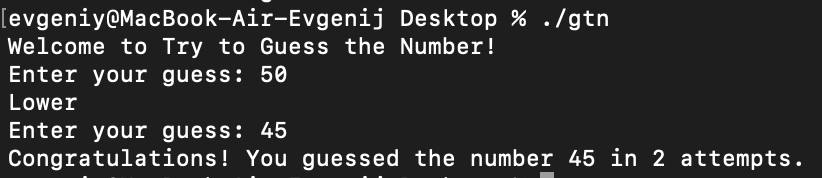 [evgeniy@MacBook-Air-Evgenij Desktop % ./gtn
Welcome to Try to Guess the Number!
Enter your guess: 50
Lower
Enter your guess: 45
Congratulations! You guessed the number 45 in 2 attempts.